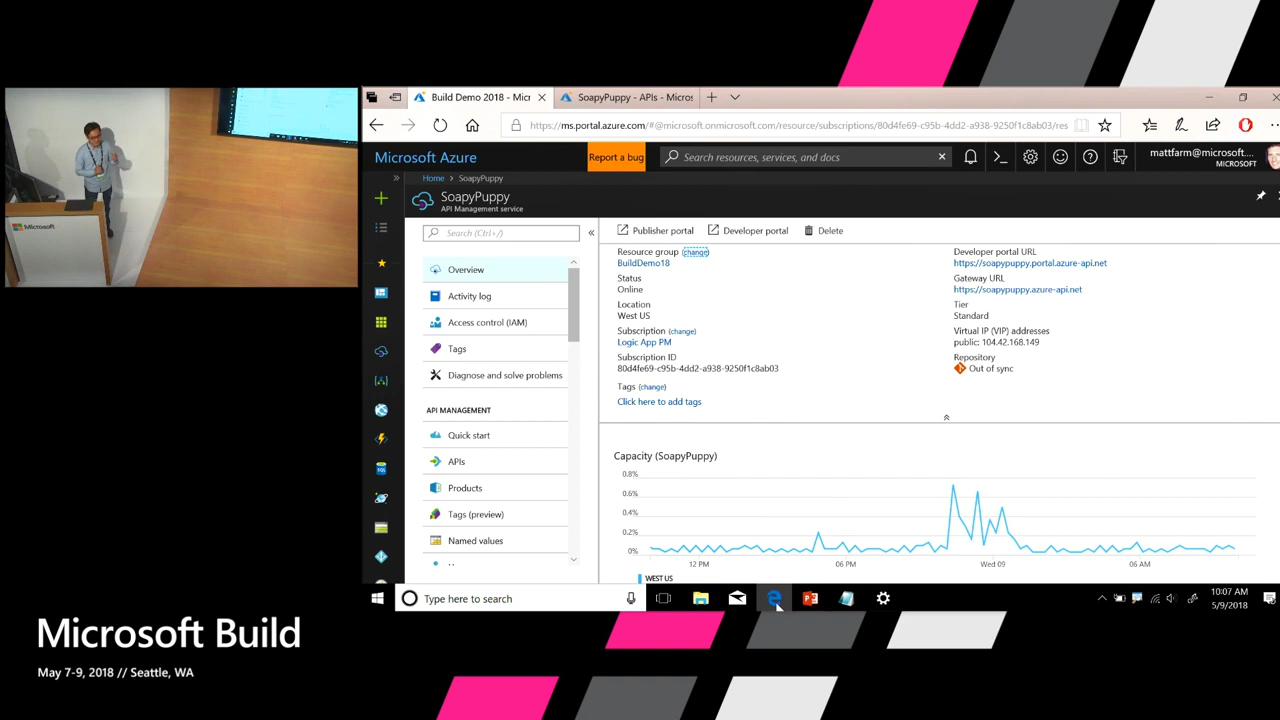 Build Demo 2018 - Micr
SoapyPuppy - APIs - Micros
https://ms.portal.azure.com/#@microsoft.onmicrosoft.com/resource/subscriptions/80d4fe69-c95b-4dd2-a938-9250f1c8ab03/res
Microsoft Azure
Report a bug
Search resources, services, and docs
mattfarm@microsoft....
MICROSOFT
Home > SoapyPuppy
SoapyPuppy
API Management service
Search (Ctrl+/)
Overview
Activity log
Access control (IAM)
Tags
Diagnose and solve problems
API MANAGEMENT
Quick start
APIs
Products
Tags (preview)
Named values
Publisher portal
Developer portal
Delete
Resource group (change)
BuildDemo18
Status
Online
Location
West US
Subscription (change)
Logic App PM
Subscription ID
80d4fe69-c95b-4dd2-a938-9250f1c8ab03
Tags (change)
Click here to add tags
Developer portal URL
https://soapypuppy.portal.azure-api.net
Gateway URL
https://soapypuppy.azure-api.net
Tier
Standard
Virtual IP (VIP) addresses
public: 104.42.168.149
Repository
Out of sync
Capacity (SoapyPuppy)
0.8%
0.6%
0.4%
0.2%
0%
12 PM
06 PM
Wed 09
06 AM
WEST US
Type here to search
10:07 AM
5/9/2018
Microsoft
Microsoft Build
May 7-9, 2018 // Seattle, WA